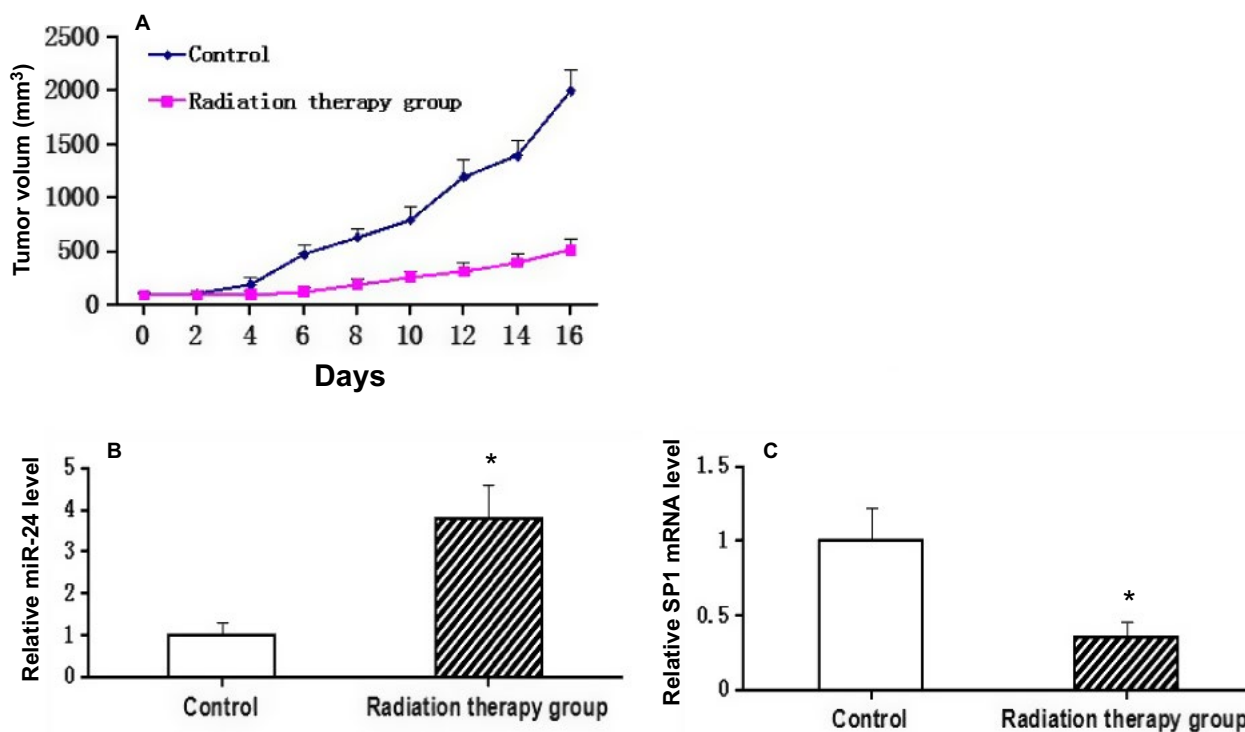 A
Tumor volum (mm³)
2500
2000
1500
1000
500
0
Control
Radiation therapy group
0 2 4 6 8 10 12 14 16
Days
B
Relative miR-24 level
5
4
3
2
1
0
*
Control Radiation therapy group
C
Relative SP1 mRNA level
1.5
1
0.5
0
*
Control Radiation therapy group